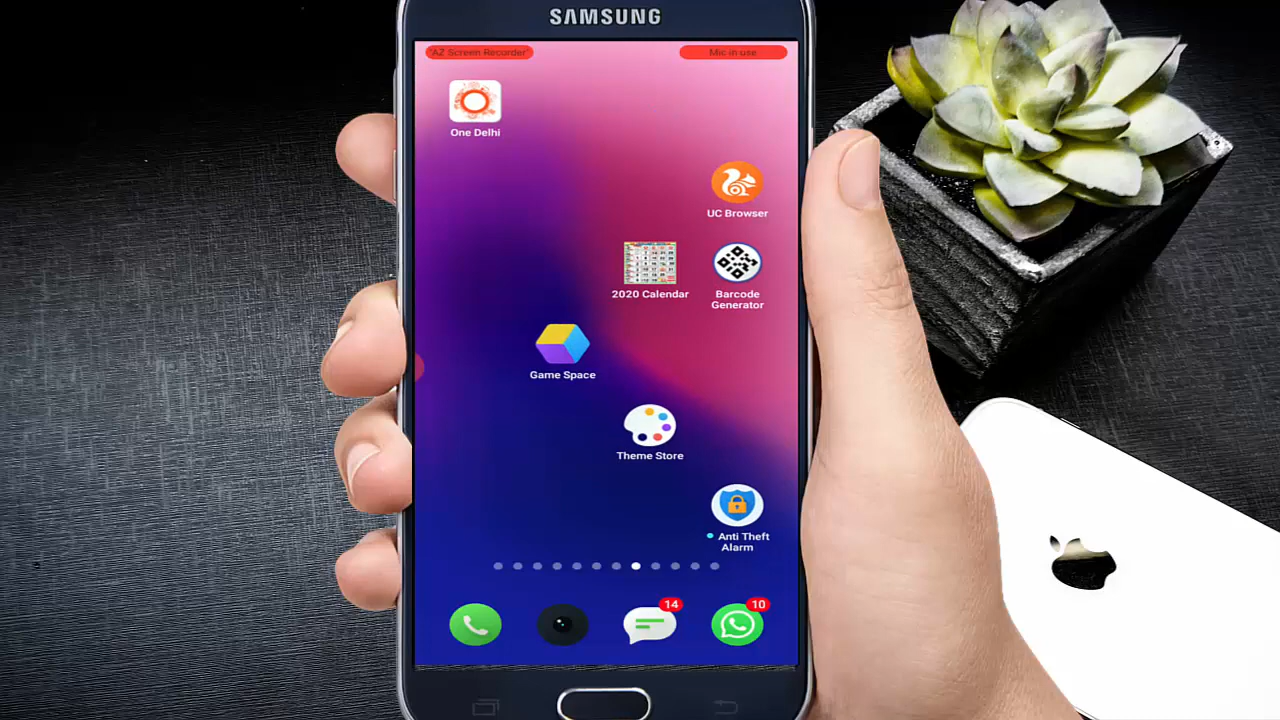 SAMSUNG
"AZ Screen Recorder"
Mic in use
One Delhi
UC Browser
2020 Calendar
Barcode
Generator
Game Space
Theme Store
Anti Theft
Alarm
14
10